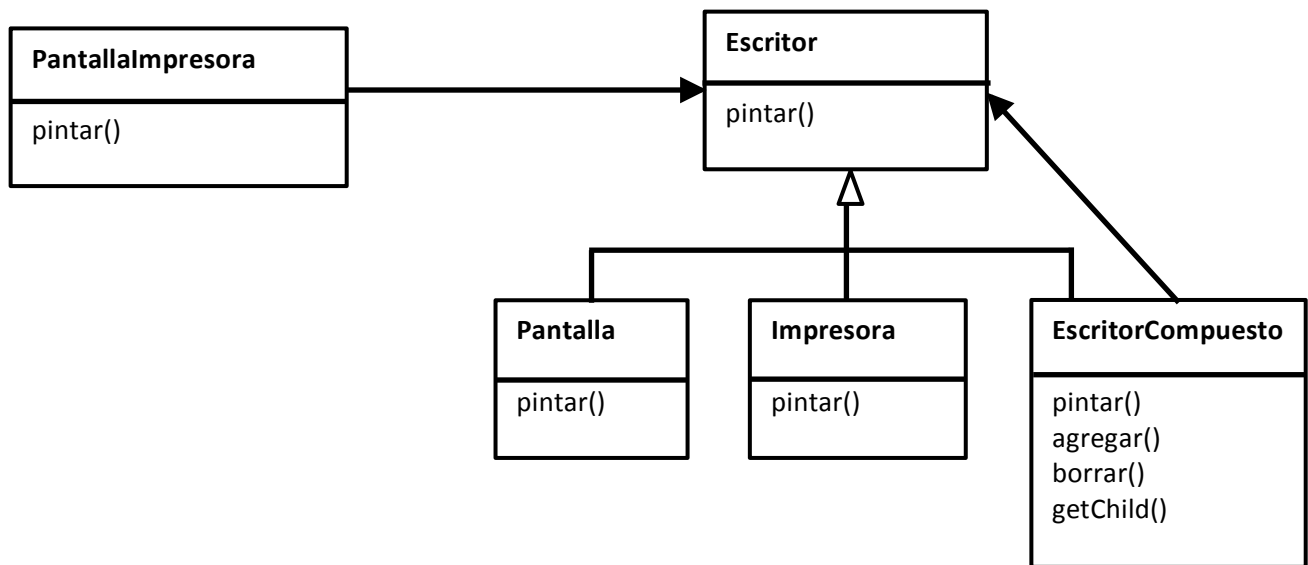 PantallaImpresora
pintar()
Escritor
pintar()
Pantalla
pintar()
Impresora
pintar()
EscritorCompuesto
pintar()
agregar()
borrar()
getChild()